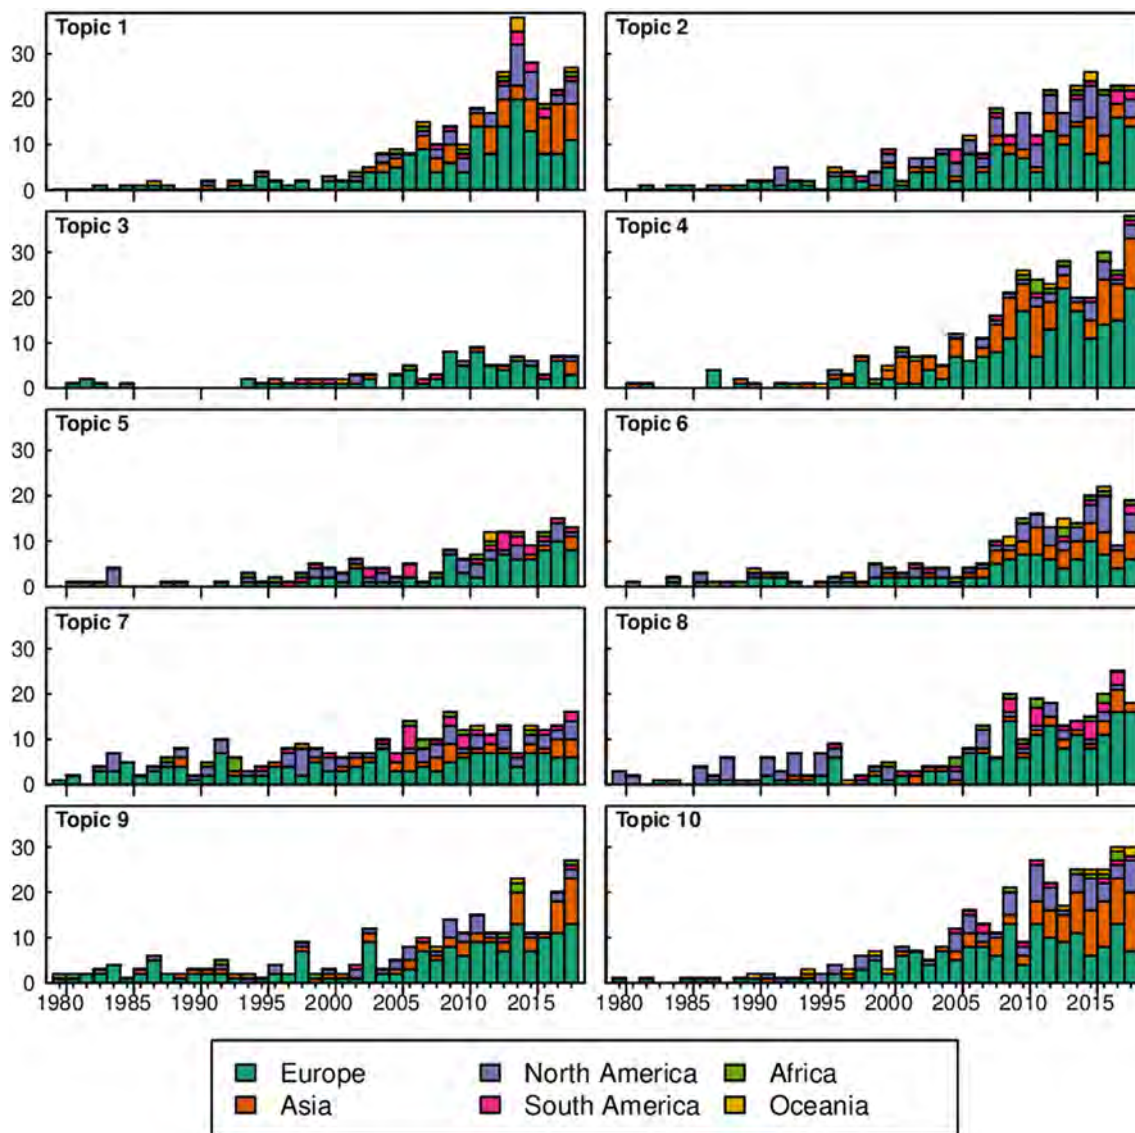 Topic 1 Topic 2
30
20
10
0
Topic 3 Topic 4
30
20
10
0
Topic 5 Topic 6
30
20
10
0
Topic 7 Topic 8
30
20
10
0
Topic 9 Topic 10
30
20
10
0
1980 1985 1990 1995 2000 2005 2010 2015 1980 1985 1990 1995 2000 2005 2010 2015
Europe North America Africa
Asia South America Oceania